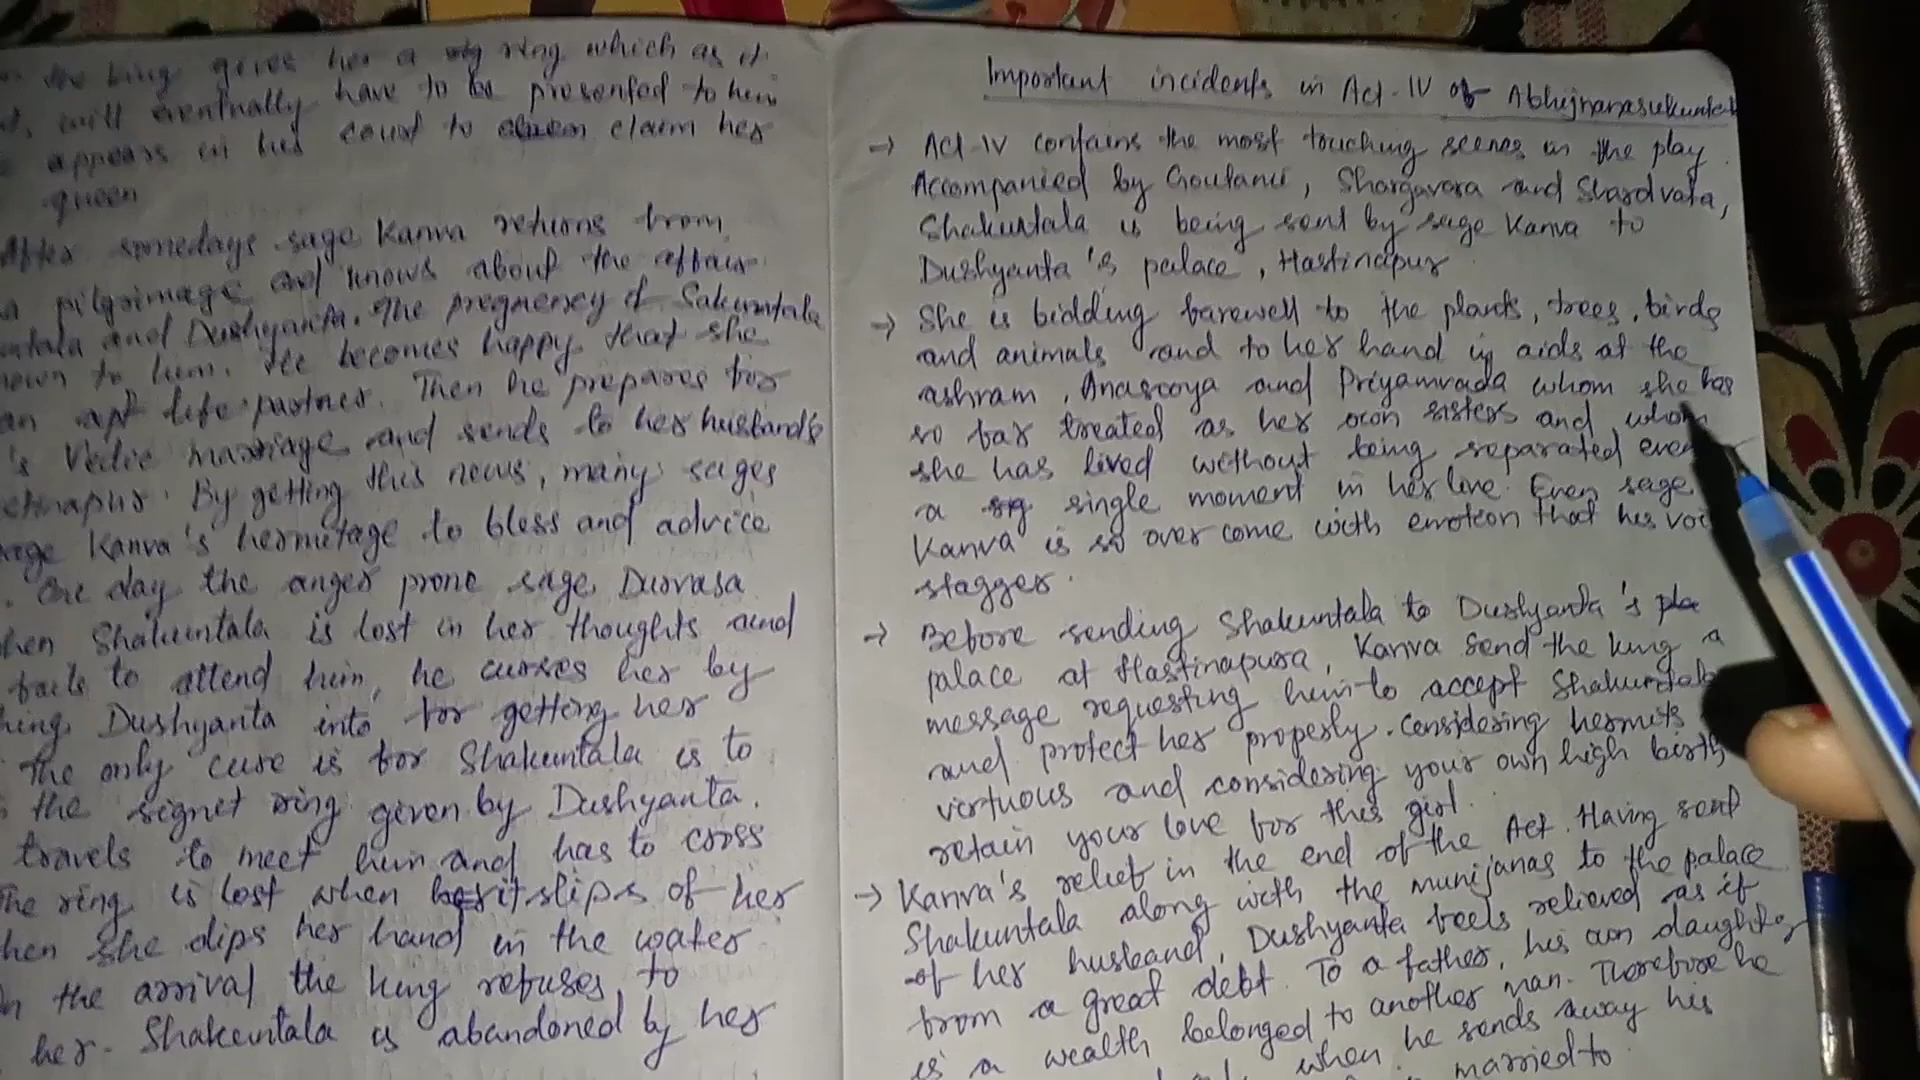 the king gives her a ring which as it
will eventually have to be presented to him
appears in his court to claim her
queen
After somedays sage Kanva returns from
a pilgrimage and knows about the affair
and Dushyanta. The pregnency of Sakuntala
to him. He becomes happy that she
an apt life partner. Then he prepares for
's Vedic marriage and sends to her husband's
By getting this news, many sages
Kanva's hermitage to bless and advice
One day the anger prone sage Durvasa
Shakuntala is lost in her thoughts and
fails to attend him, he curses her by
Dushyanta into for getting her
The only cure is for Shakuntala is to
the signet ring given by Dushyanta.
travels to meet him and has to cross
The ring is lost when it slips of her
she dips her hand in the water
the arrival the king refuses to
her. Shakuntala is abandoned by her
Important incidents in Act-IV of
→ Act-IV contains the most touching scenes in the play.
Accompanied by Goutami, Shargavara and Shardvata,
Shakuntala is being sent by sage Kanva to
Dushyanta's palace, Hastinapur
→ She is bidding farewell to the plants, trees, birds
and animals and to her hand in aids at the
ashram, Anasooya and Priyamvada whom she has
so far treated as her own sisters and whom
she has lived without being separated even
a single moment in her love. Even sage
Kanva is so over come with emotion that his
stagger.
→ Before sending Shakuntala to Dushyanta's pla
palace at Hastinapura, Kanva send the king a
message requesting him to accept Shakuntala
and protect her properly. Considering hermits
virtuous and considering your own high birth
retain your love for this girl.
→ Kanva's relief in the end of the Act. Having send
Shakuntala along with the munijanas to the palace
of her husband, Dushyanta feels relieved as if
from a great debt. To a father, his own daughter
is a wealth belonged to another man. Therefore he
when he sends away his
married to